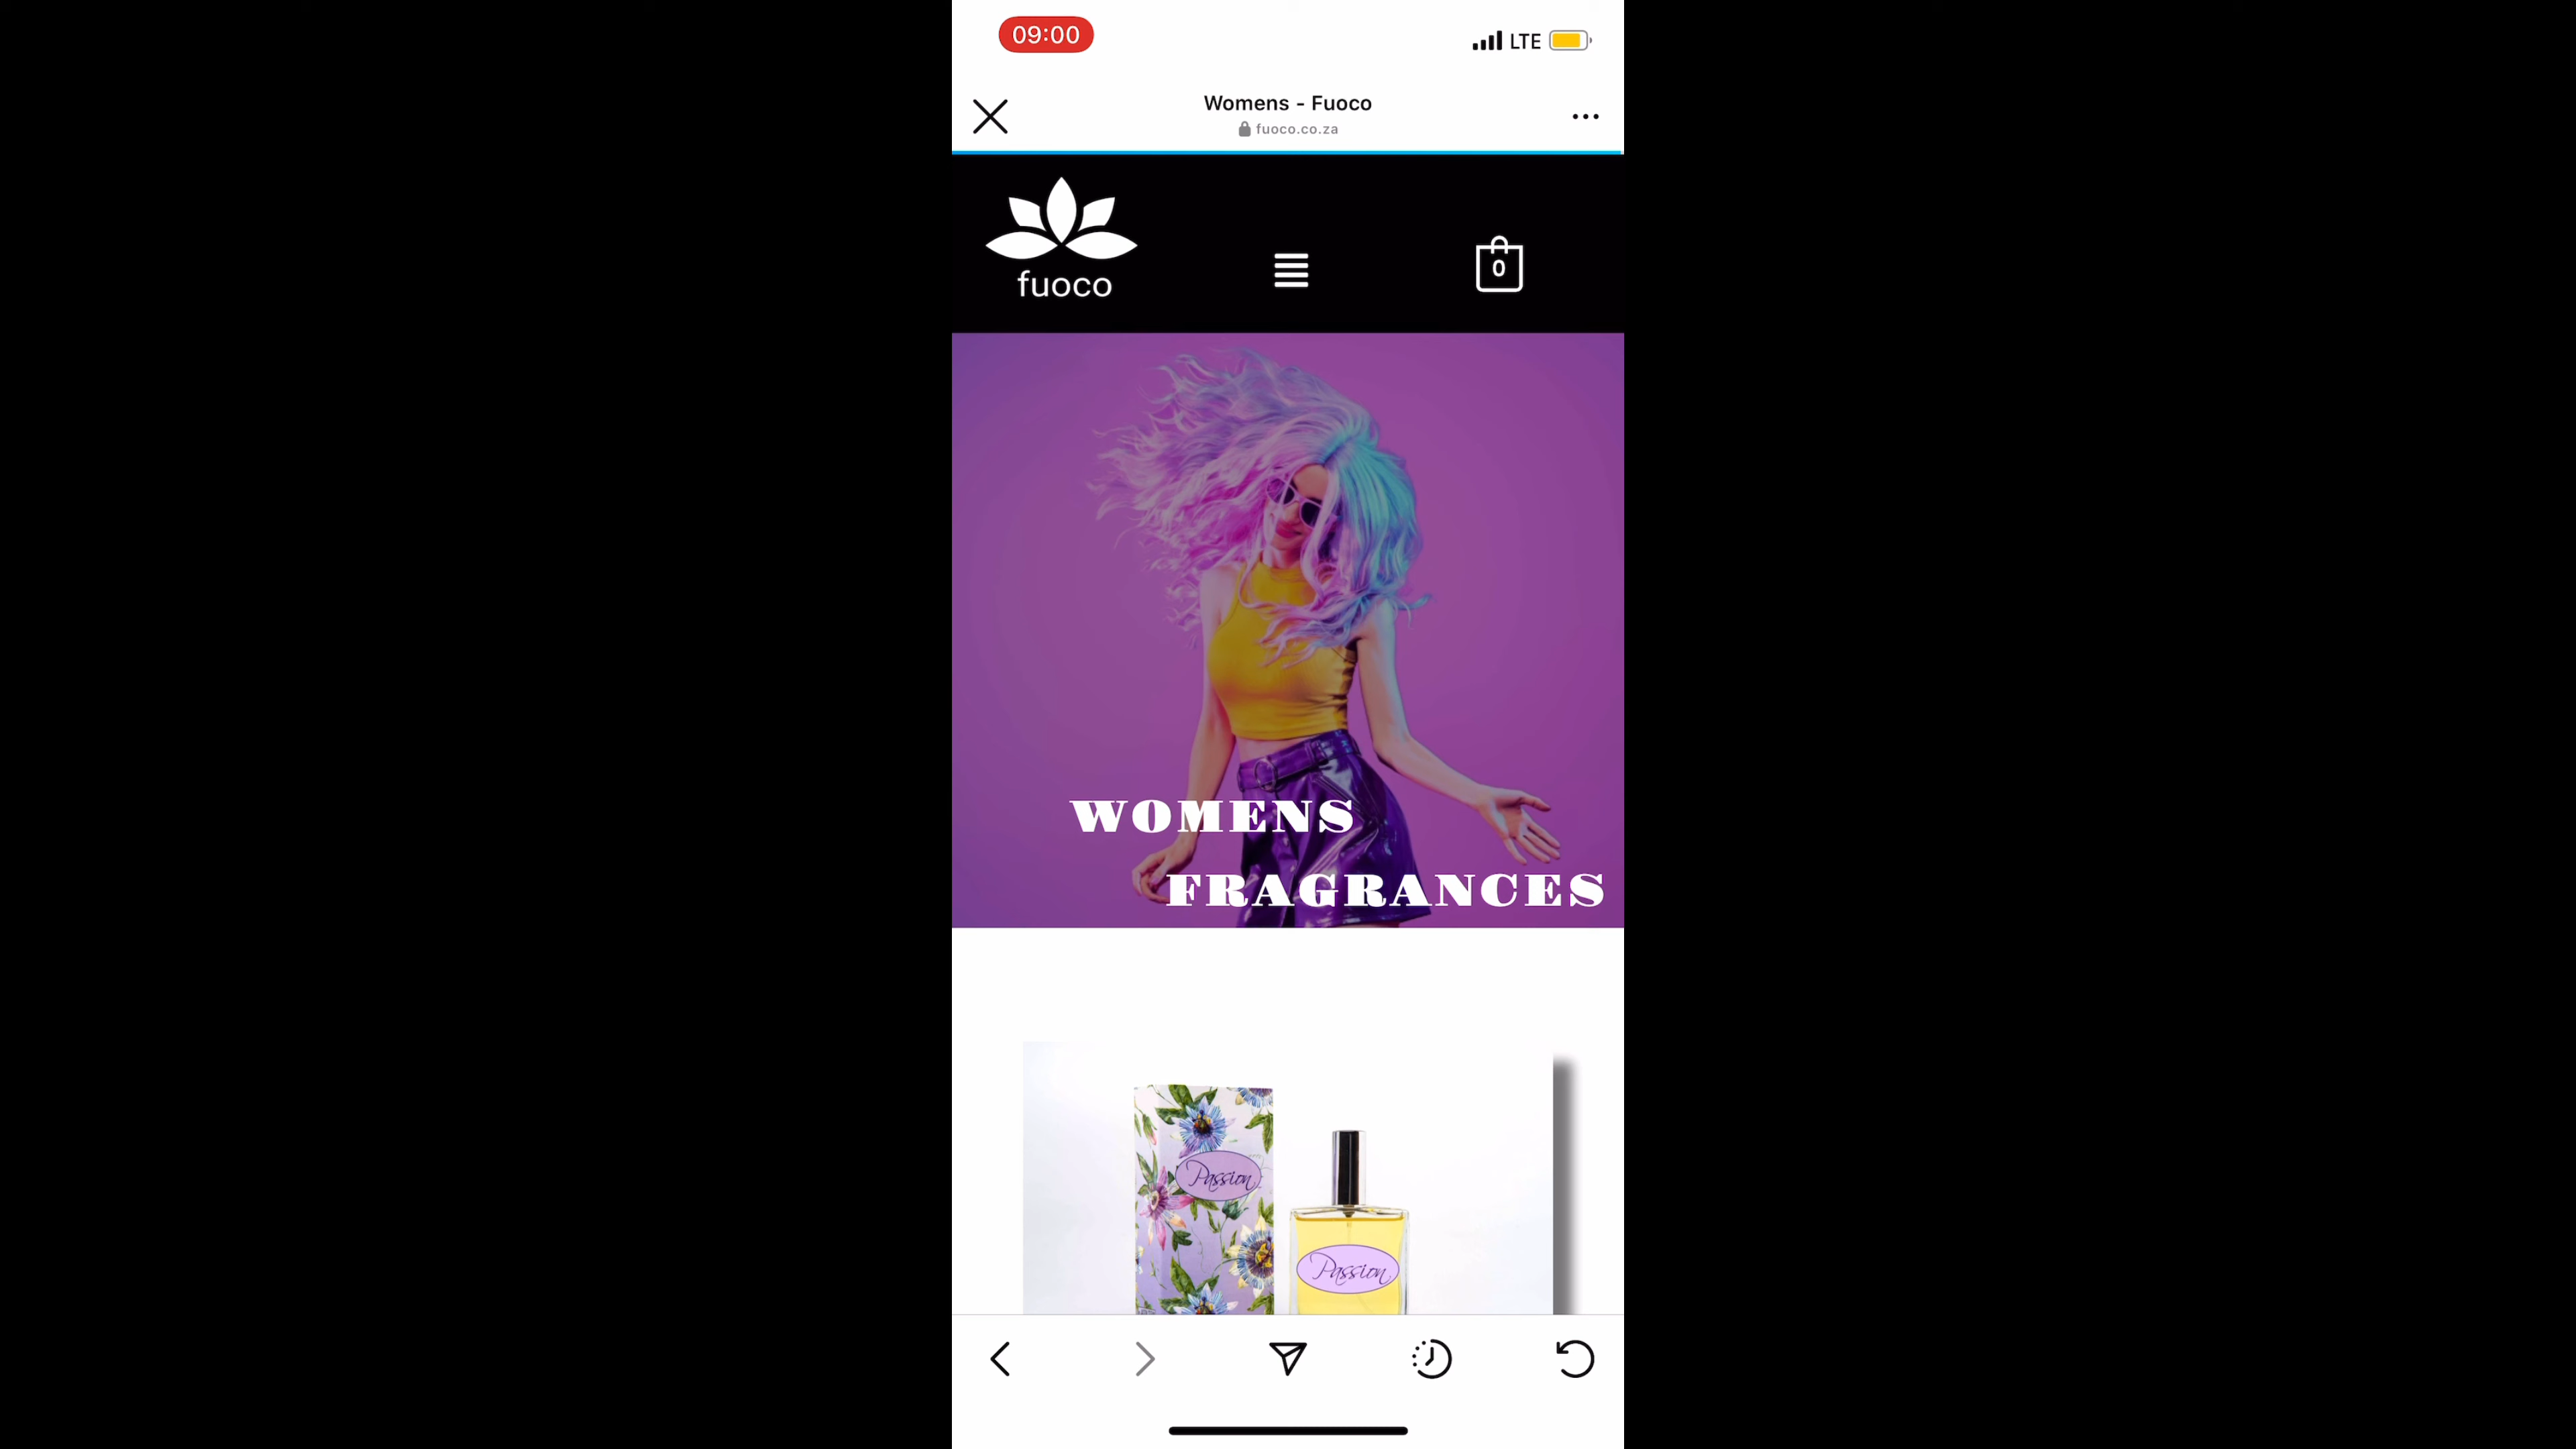 09:00
LTE
Womens - Fuoco
fuoco.co.za
fuoco
0
WOMENS
FRAGRANCES
Passion
Passion